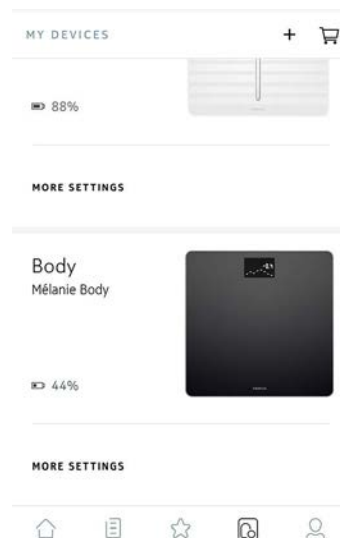 MY DEVICES
88%
MORE SETTINGS
Body
Mélanie Body
44%
MORE SETTINGS